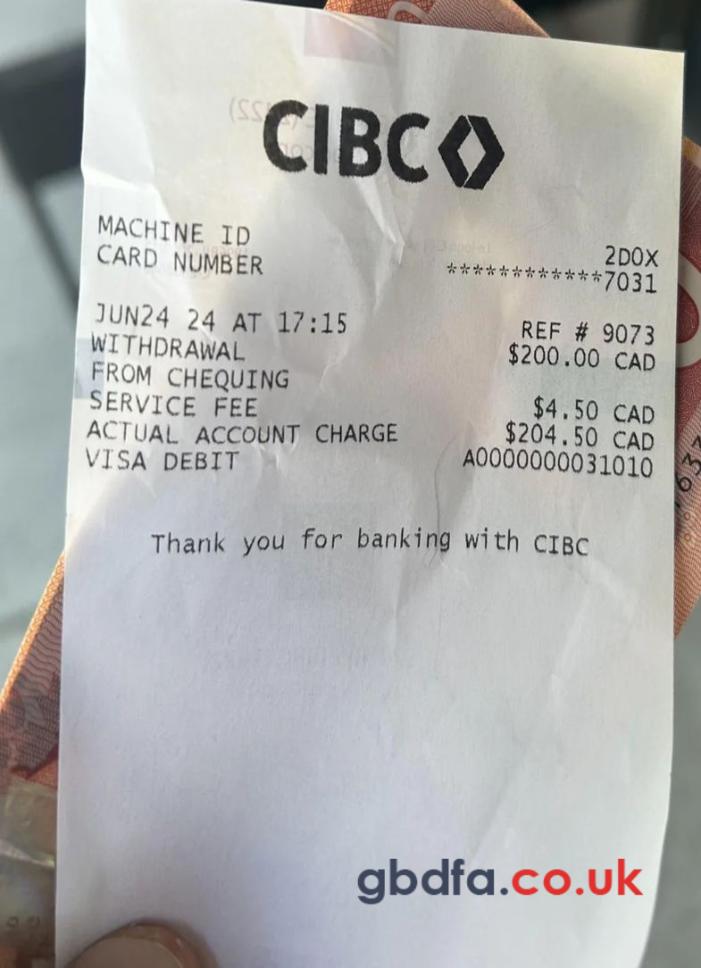 CIBC
MACHINE ID 2DOX
CARD NUMBER ************7031
JUN24 24 AT 17:15 REF # 9073
WITHDRAWAL $200.00 CAD
FROM CHEQUING
SERVICE FEE $4.50 CAD
ACTUAL ACCOUNT CHARGE $204.50 CAD
VISA DEBIT A0000000031010
Thank you for banking with CIBC
gbdfa.co.uk